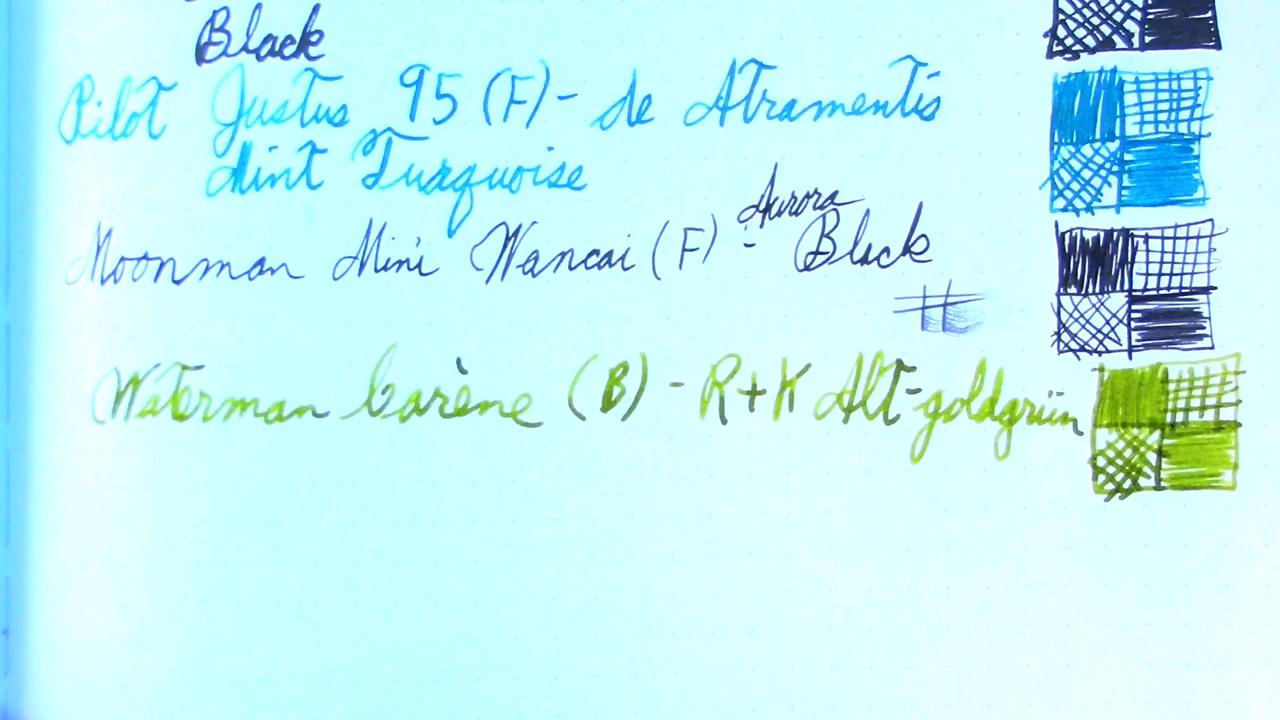 Black
Pilot Justus 95 (F) - de Atramentis
Mint Turquoise
Moonman Mini Wancai (F) - Aurora Black
Waterman Carène (B) - R+K Alt-goldgrün